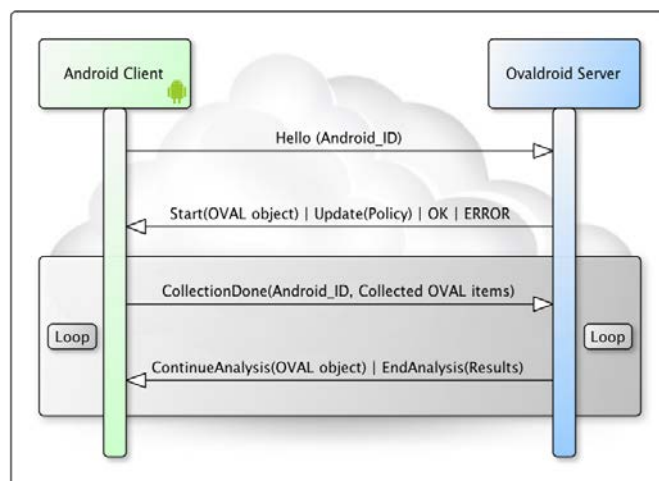 Android Client
Ovaldroid Server
Hello (Android_ID)
Start(OVAL object) | Update(Policy) | OK | ERROR
CollectionDone(Android_ID, Collected OVAL items)
Loop
Loop
ContinueAnalysis(OVAL object) | EndAnalysis(Results)